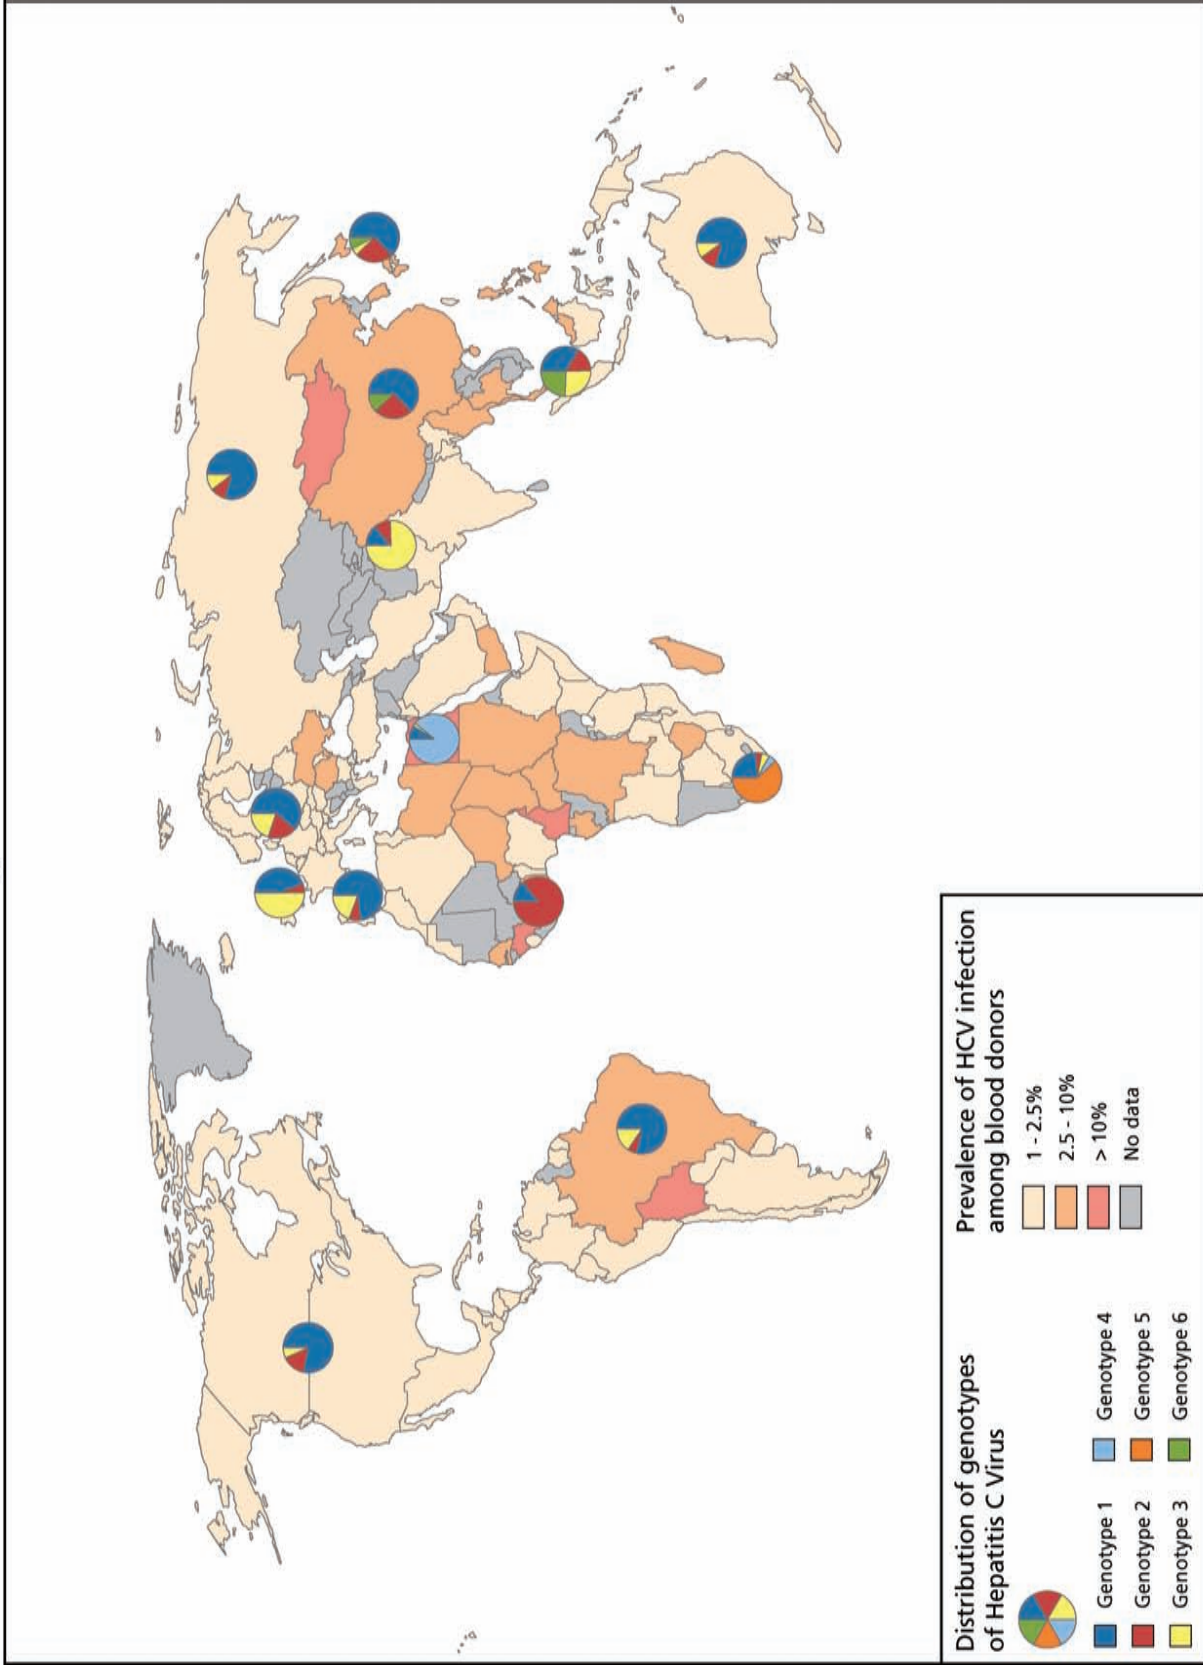 Distribution of genotypes
of Hepatitis C Virus
Genotype 1
Genotype 2
Genotype 3
Genotype 4
Genotype 5
Genotype 6
Prevalence of HCV infection
among blood donors
1 - 2.5%
2.5 - 10%
> 10%
No data